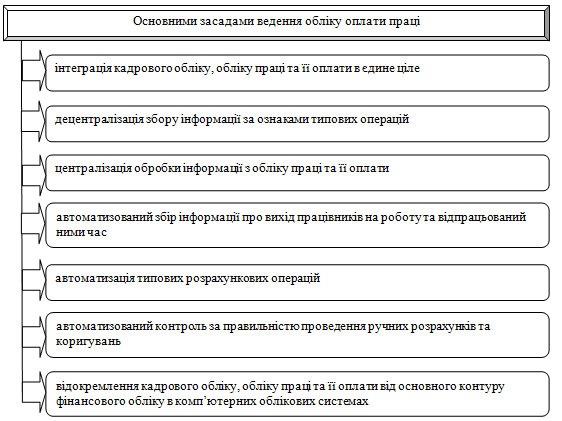 Основними засадами ведення обліку оплати праці
інтеграція кадрового обліку, обліку праці та її оплати в єдине ціле
децентралізація збору інформації за ознаками типових операцій
централізація обробки інформації з обліку праці та її оплати
автоматизований збір інформації про вихід працівників на роботу та відпрацьований
ними час
автоматизація типових розрахункових операцій
автоматизований контроль за правильністю проведення ручних розрахунків та
коригувань
відокремлення кадрового обліку, обліку праці та її оплати від основного контуру
фінансового обліку в комп’ютерних облікових системах